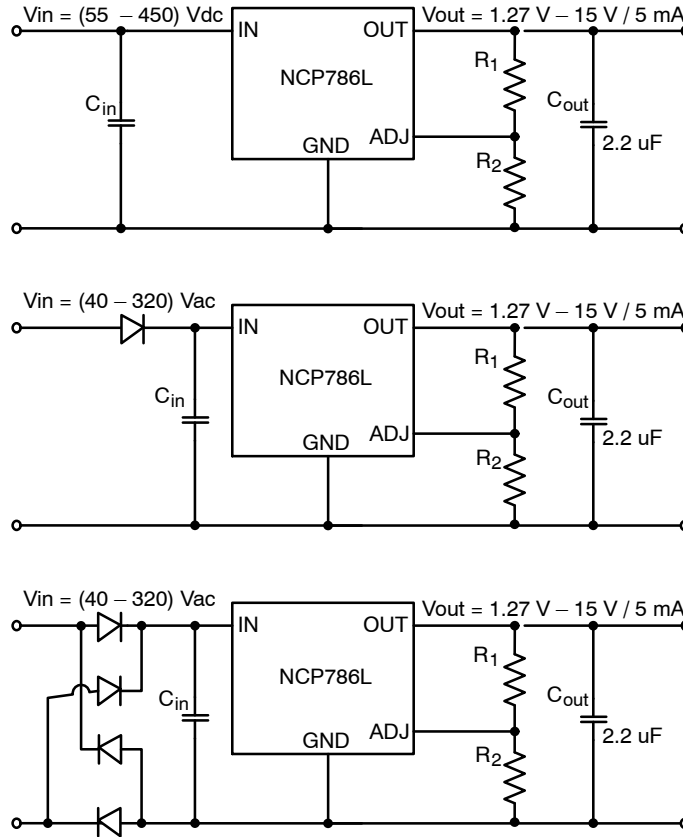 Vin = (55 – 450) Vdc
Vout = 1.27 V – 15 V / 5 mA
IN
OUT
R1
NCP786L
Cin
Cout
GND
ADJ
2.2 uF
R2
Vin = (40 – 320) Vac
Vout = 1.27 V – 15 V / 5 mA
IN
OUT
R1
NCP786L
Cin
Cout
GND
ADJ
2.2 uF
R2
Vin = (40 – 320) Vac
Vout = 1.27 V – 15 V / 5 mA
IN
OUT
R1
NCP786L
Cin
Cout
GND
ADJ
2.2 uF
R2